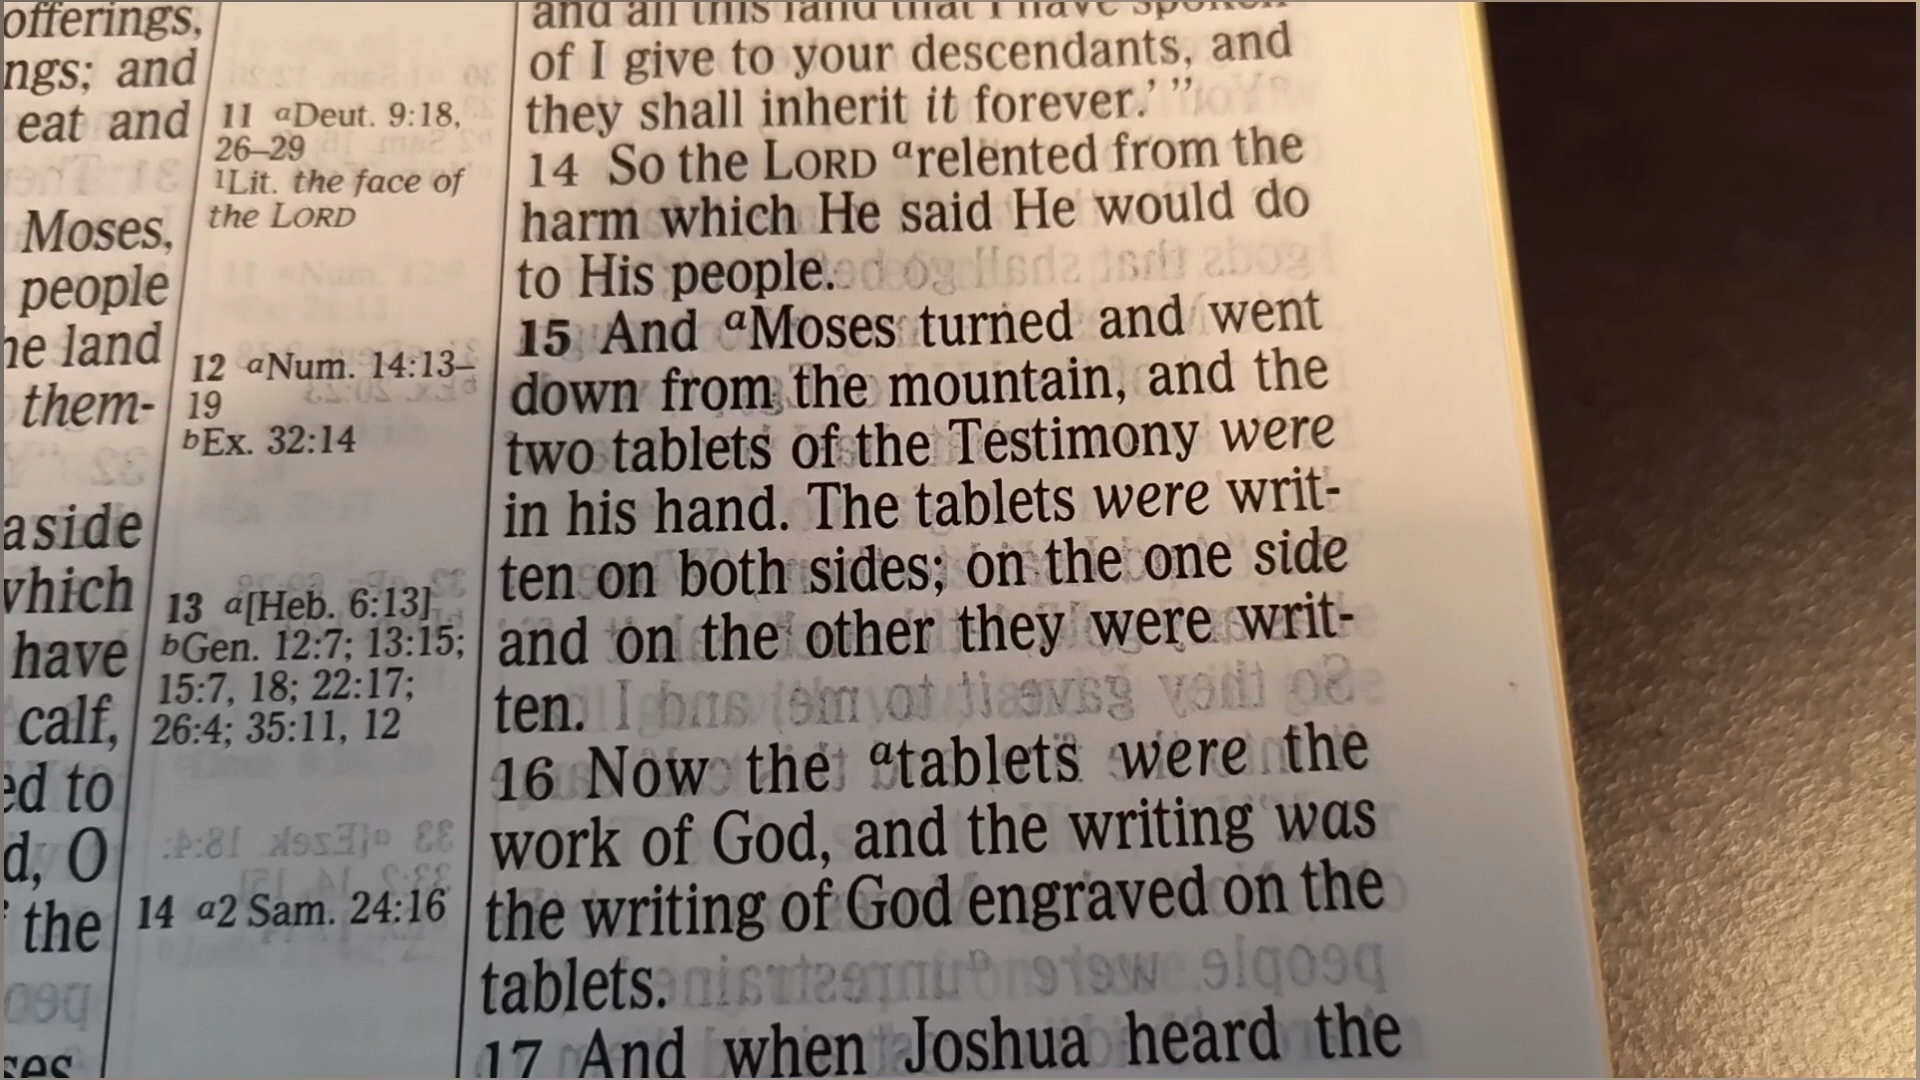 offerings,
ngs; and
eat and
Moses,
people
he land
them-
aside
which
have
calf,
ed to
d, O
the
11 aDeut. 9:18,
26–29
1Lit. the face of
the LORD
12 aNum. 14:13–
19
bEx. 32:14
13 a[Heb. 6:13]
bGen. 12:7; 13:15;
15:7, 18; 22:17;
26:4; 35:11, 12
14 a2 Sam. 24:16
and all this land that I have spoken
of I give to your descendants, and
they shall inherit it forever.’ ”
14 So the LORD arelented from the
harm which He said He would do
to His people.
15 And aMoses turned and went
down from the mountain, and the
two tablets of the Testimony were
in his hand. The tablets were writ-
ten on both sides; on the one side
and on the other they were writ-
ten.
16 Now the atablets were the
work of God, and the writing was
the writing of God engraved on the
tablets.
17 And when Joshua heard the